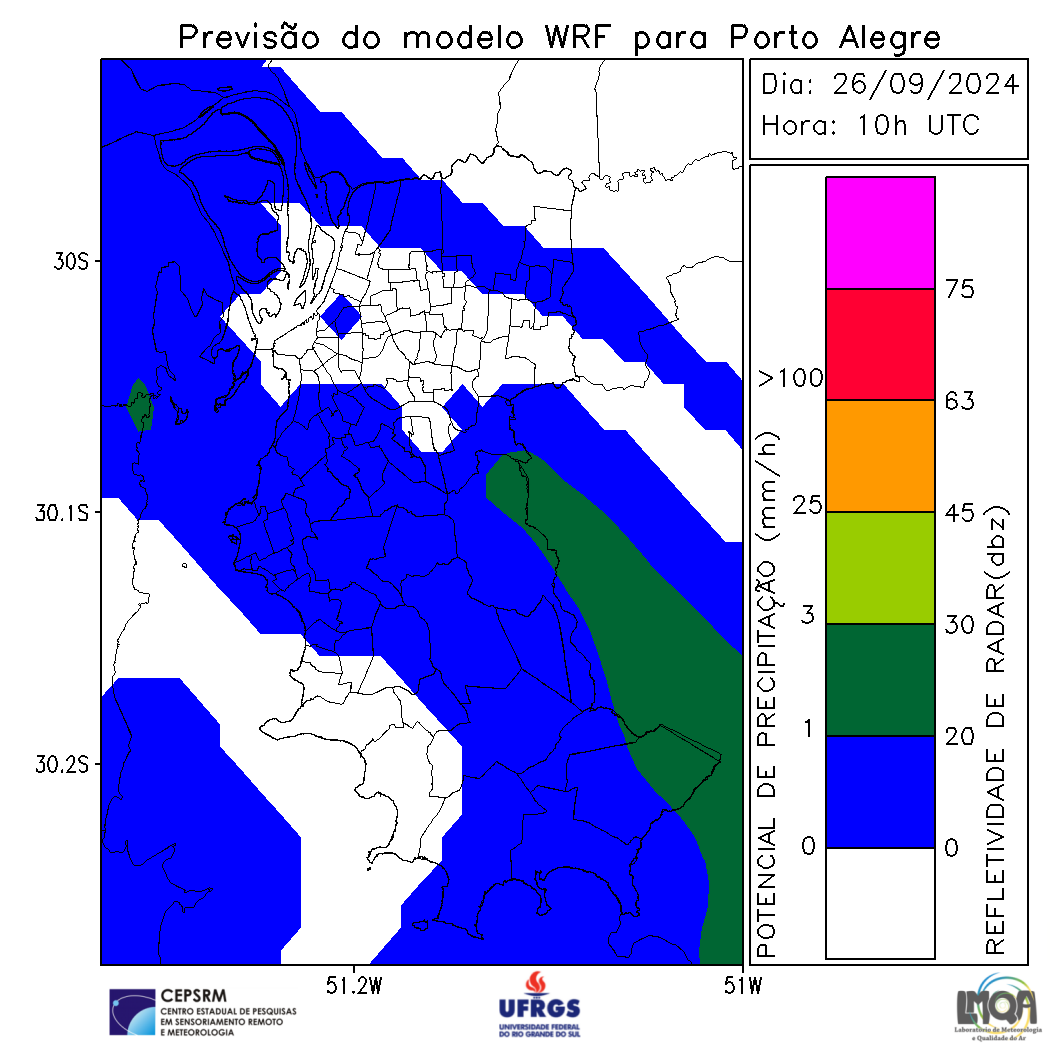 Previsão do modelo WRF para Porto Alegre
Dia: 26/09/2024
Hora: 10h UTC
30S
30.1S
30.2S
51.2W
51W
POTENCIAL DE PRECIPITAÇÃO (mm/h)
>100
25
3
1
0
75
63
45
30
20
0
REFLETIVIDADE DE RADAR(dbz)
CEPSRM
CENTRO ESTADUAL DE PESQUISAS
EM SENSORIAMENTO REMOTO
E METEOROLOGIA
UFRGS
UNIVERSIDADE FEDERAL
DO RIO GRANDE DO SUL
LMQA
Laboratório de Meteorologia
e Qualidade do Ar